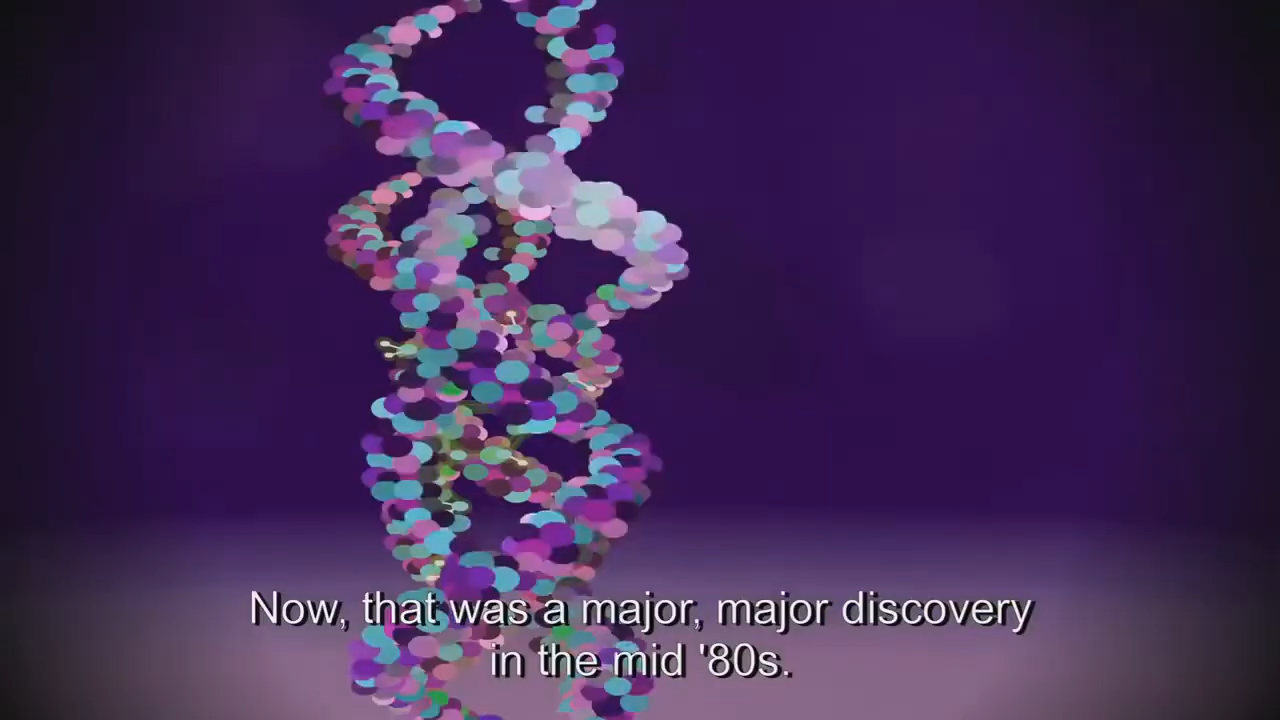 Now, that was a major, major discovery
in the mid '80s.